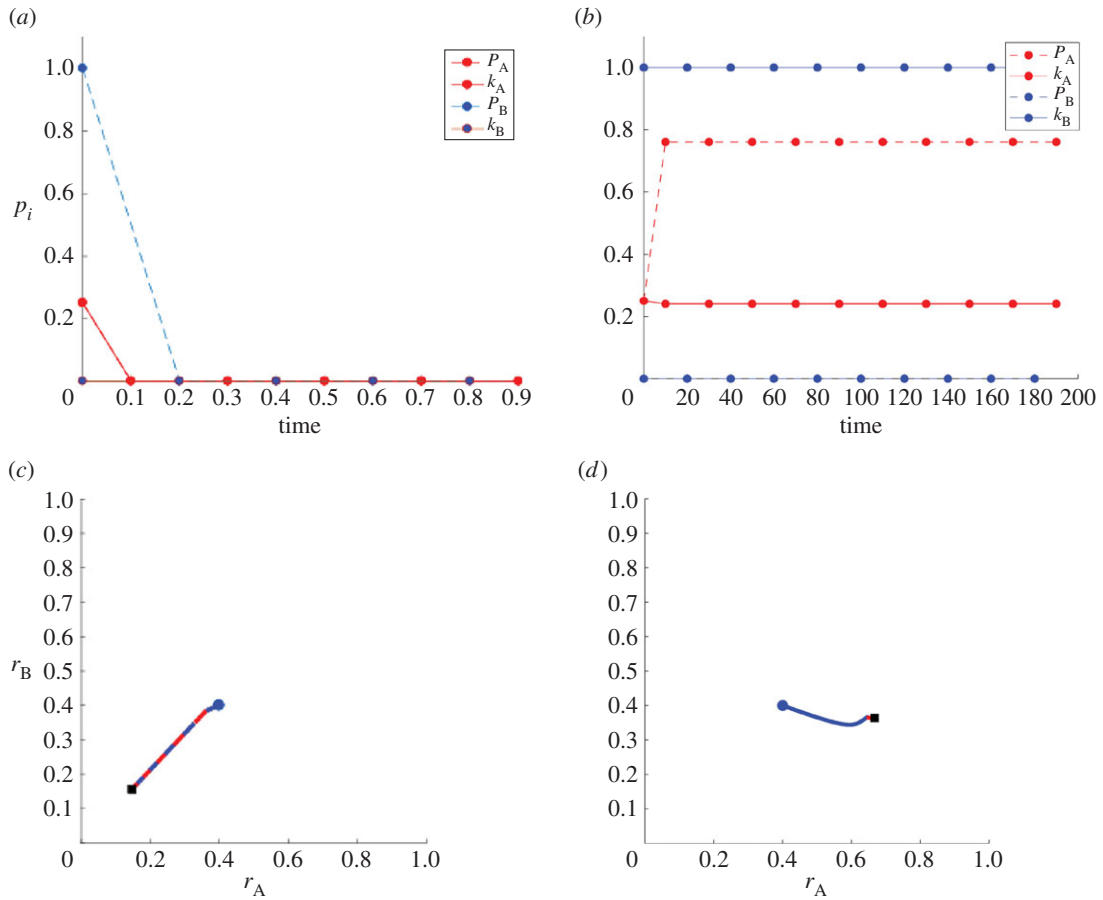 (a)
1.0
0.8
0.6
p_i
0.4
0.2
0
0.1 0.2 0.3 0.4 0.5 0.6 0.7 0.8 0.9
time
P_A
k_A
P_B
k_B
(b)
1.0
0.8
0.6
0.4
0.2
0
20 40 60 80 100 120 140 160 180 200
time
P_A
k_A
P_B
k_B
(c)
1.0
0.9
0.8
0.7
0.6
r_B
0.5
0.4
0.3
0.2
0.1
0
0.2 0.4 0.6 0.8 1.0
r_A
(d)
1.0
0.9
0.8
0.7
0.6
0.5
0.4
0.3
0.2
0.1
0
0.2 0.4 0.6 0.8 1.0
r_A